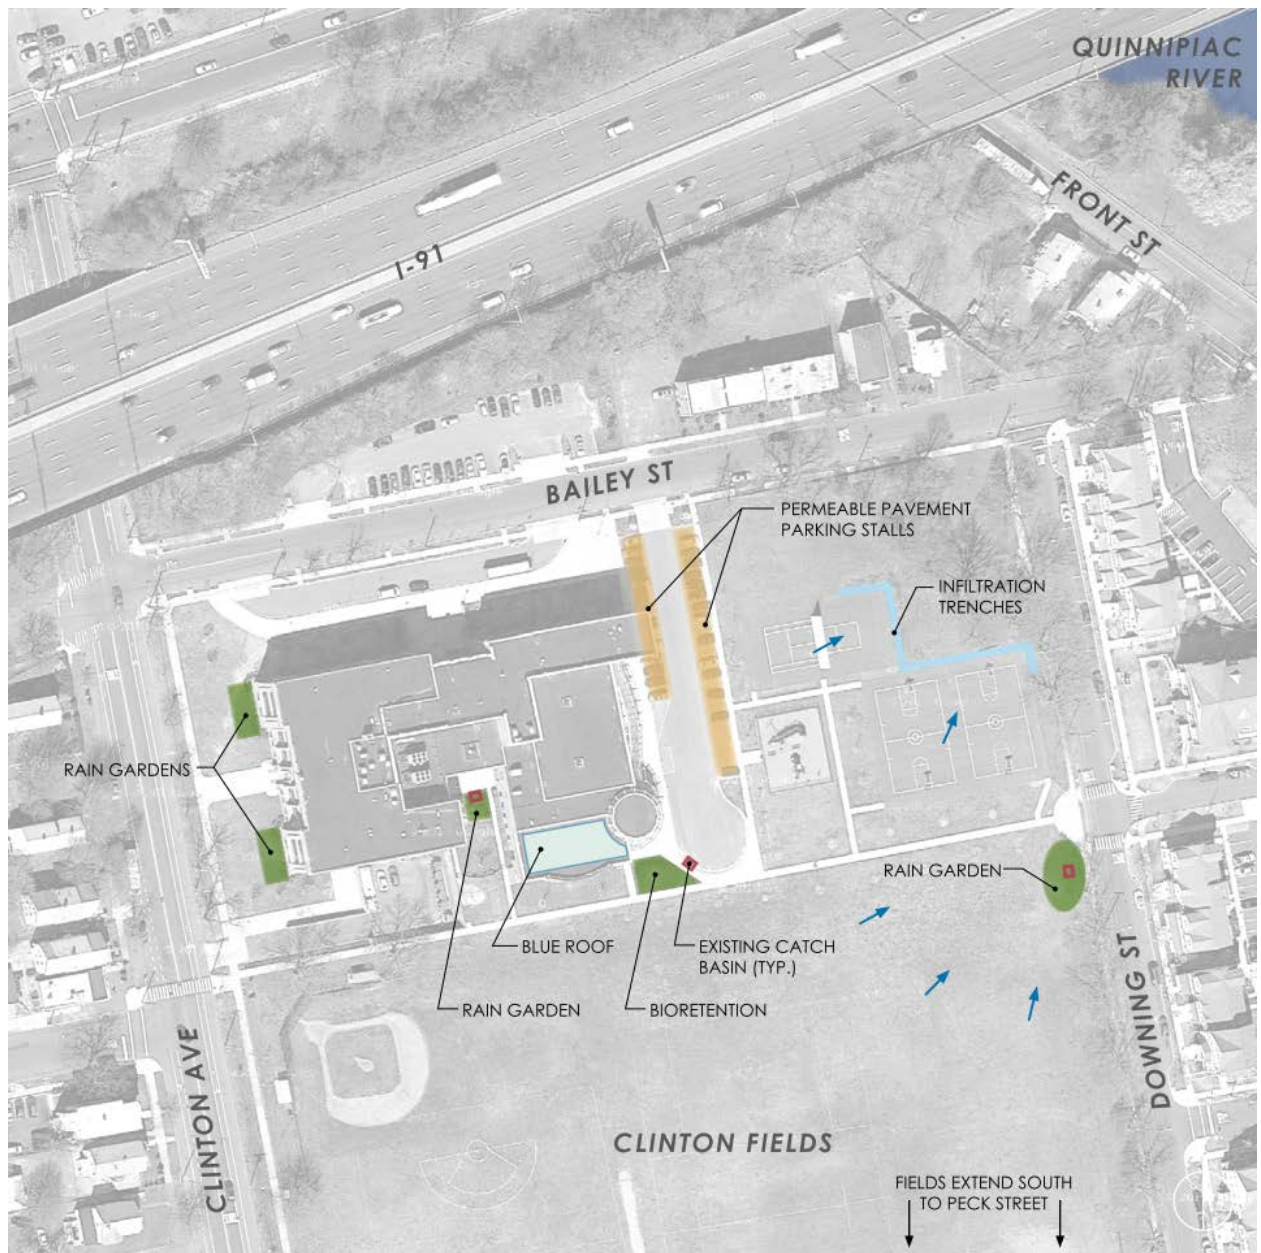 QUINNIPIAC
RIVER
FRONT ST
I-91
BAILEY ST
PERMEABLE PAVEMENT
PARKING STALLS
INFILTRATION
TRENCHES
RAIN GARDENS
RAIN GARDEN
BLUE ROOF
EXISTING CATCH
BASIN (TYP.)
RAIN GARDEN
BIORETENTION
DOWNING ST
CLINTON AVE
CLINTON FIELDS
FIELDS EXTEND SOUTH
TO PECK STREET